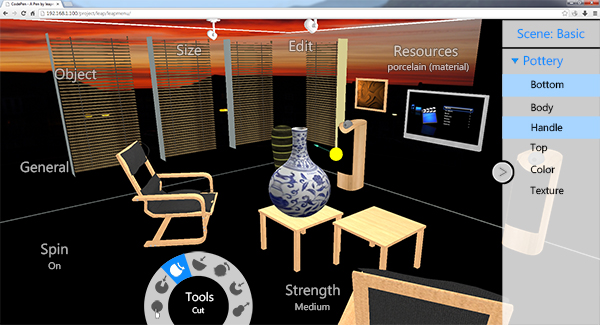 CodePen - A Pen by leap
192.168.1.100/project/leap/leapmenu/
Object
Size
Edit
Resources
porcelain (material)
General
Spin
On
Tools
Cut
Strength
Medium
Scene: Basic
Pottery
Bottom
Body
Handle
Top
Color
Texture